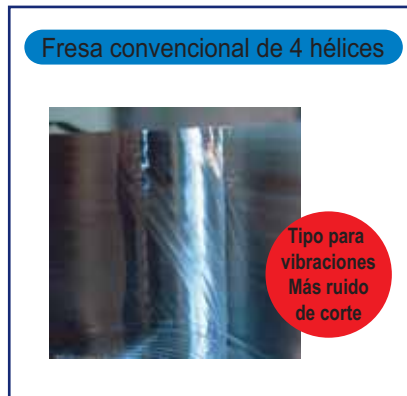 Fresa convencional de 4 hélices
Tipo para
vibraciones
Más ruido
de corte